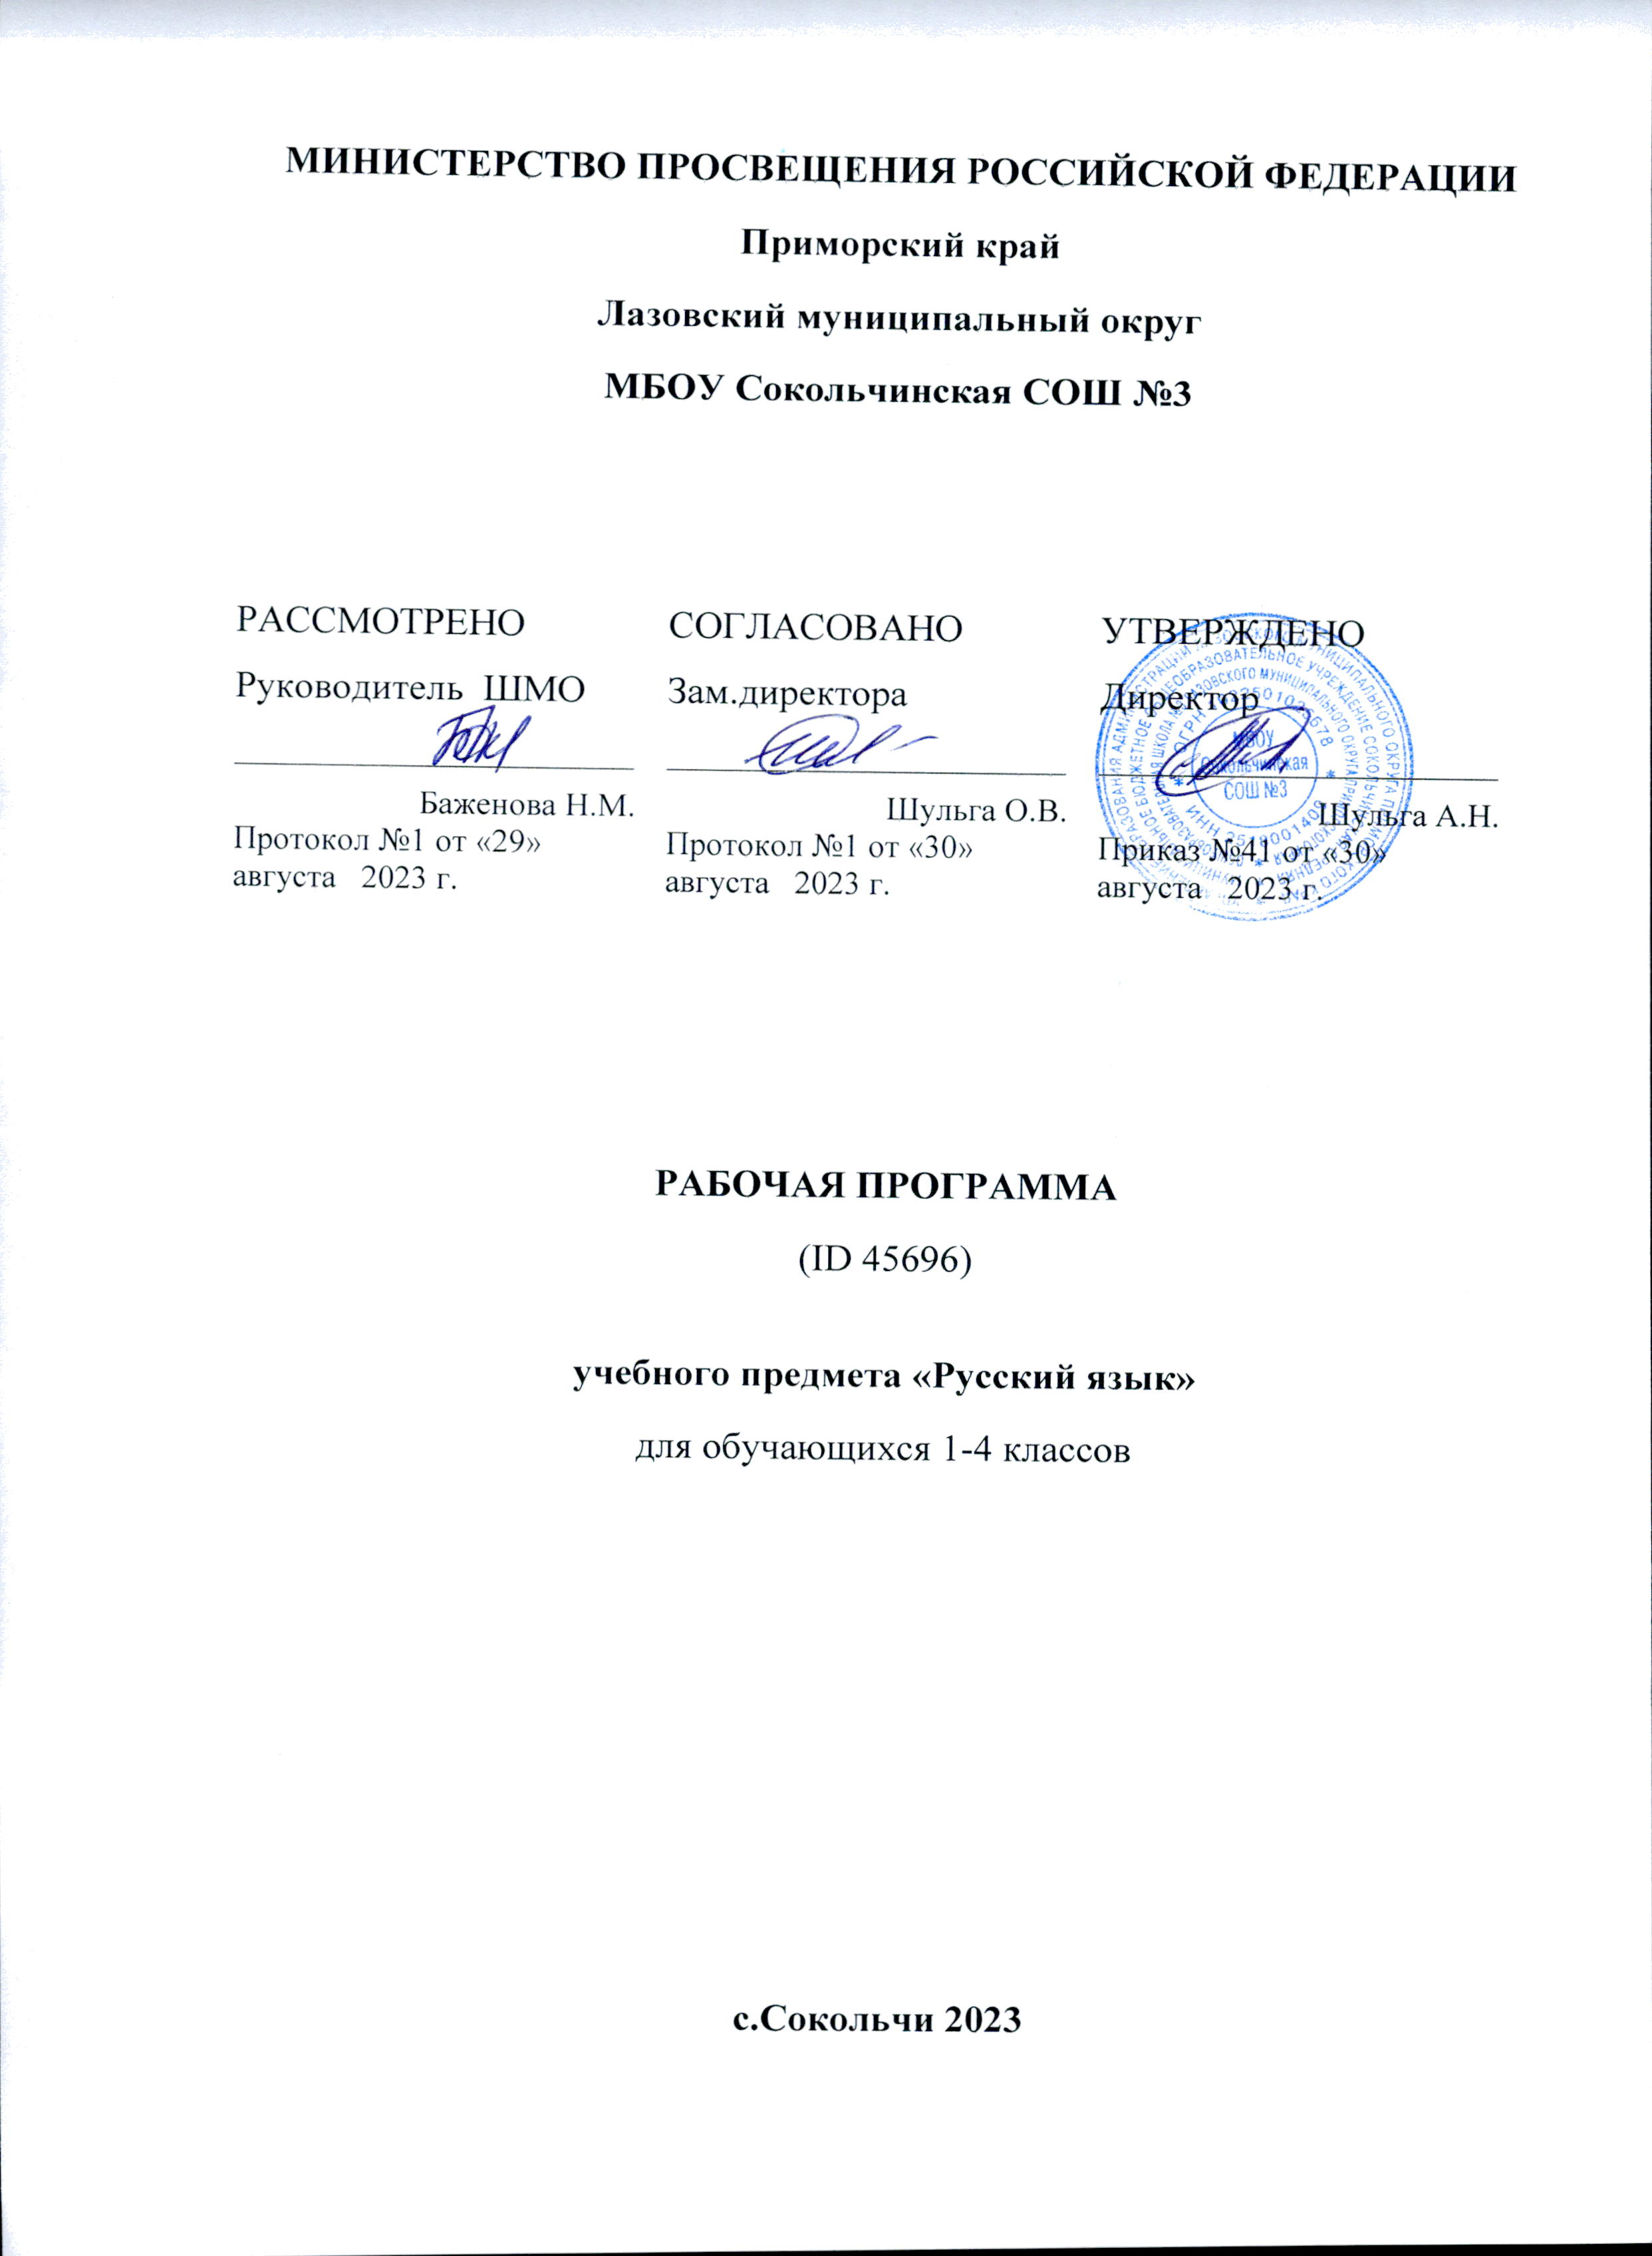 МИНИСТЕРСТВО ПРОСВЕЩЕНИЯ РОССИЙСКОЙ ФЕДЕРАЦИИ
Приморский край
Лазовский муниципальный округ
МБОУ Сокольчинская СОШ №3
РАССМОТРЕНО
Руководитель ШМО
Баженова Н.М.
Протокол №1 от «29»
августа 2023 г.
СОГЛАСОВАНО
Зам.директора
Шульга О.В.
Протокол №1 от «30»
августа 2023 г.
УТВЕРЖДЕНО
Директор
МБОУ
Сокольчинская
СОШ №3
Шульга А.Н.
Приказ №41 от «30»
августа 2023 г.
РАБОЧАЯ ПРОГРАММА
(ID 45696)
учебного предмета «Русский язык»
для обучающихся 1-4 классов
с.Сокольчи 2023